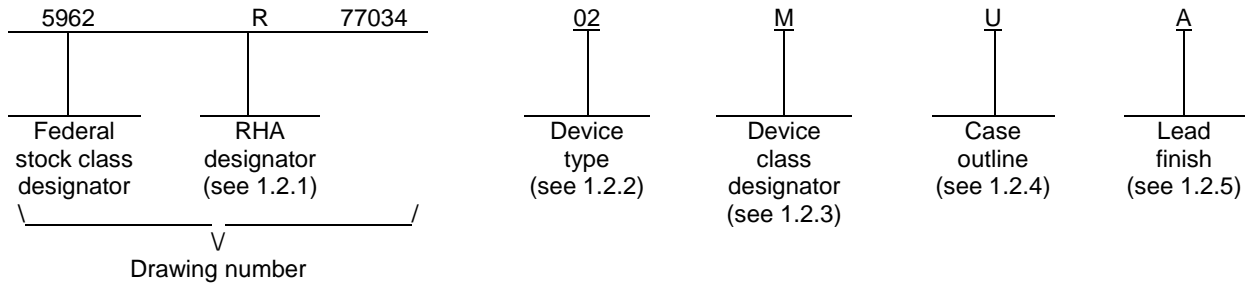 5962 R 77034 02 M U A
Federal stock class designator
RHA designator (see 1.2.1)
Device type (see 1.2.2)
Device class designator (see 1.2.3)
Case outline (see 1.2.4)
Lead finish (see 1.2.5)
Drawing number